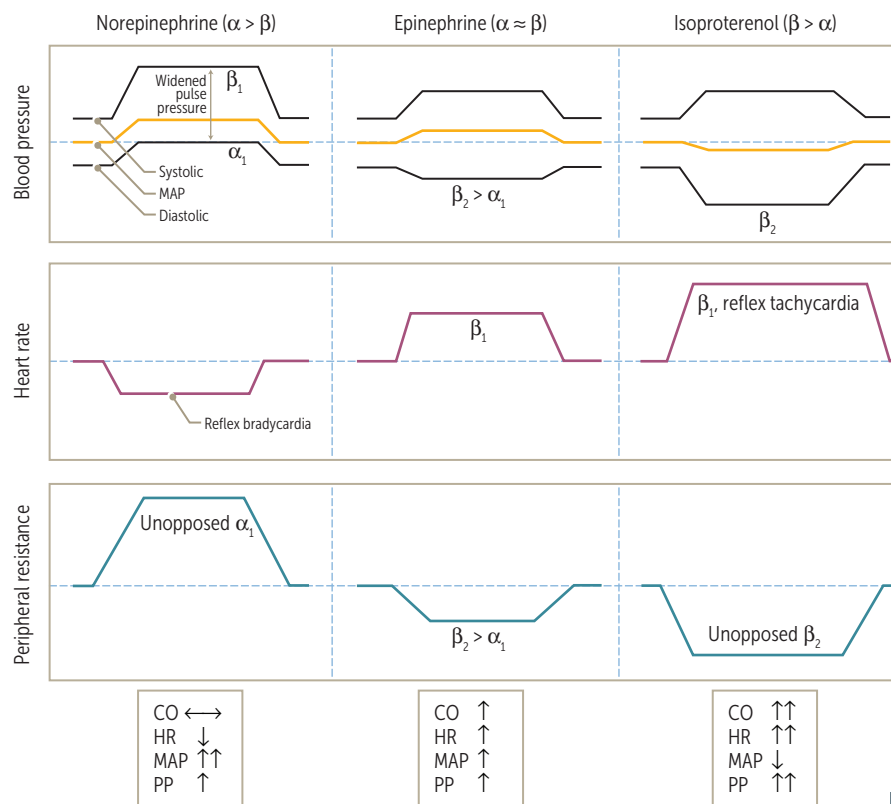 Norepinephrine (α > β)
Epinephrine (α ≈ β)
Isoproterenol (β > α)
Blood pressure
Widened
pulse
pressure
β₁
α₁
Systolic
MAP
Diastolic
β₂ > α₁
β₂
Heart rate
Reflex bradycardia
β₁
β₁, reflex tachycardia
Peripheral resistance
Unopposed α₁
β₂ > α₁
Unopposed β₂
CO ⟷
HR ↓
MAP ↑↑
PP ↑
CO ↑
HR ↑
MAP ↑
PP ↑
CO ↑↑
HR ↑↑
MAP ↓
PP ↑↑